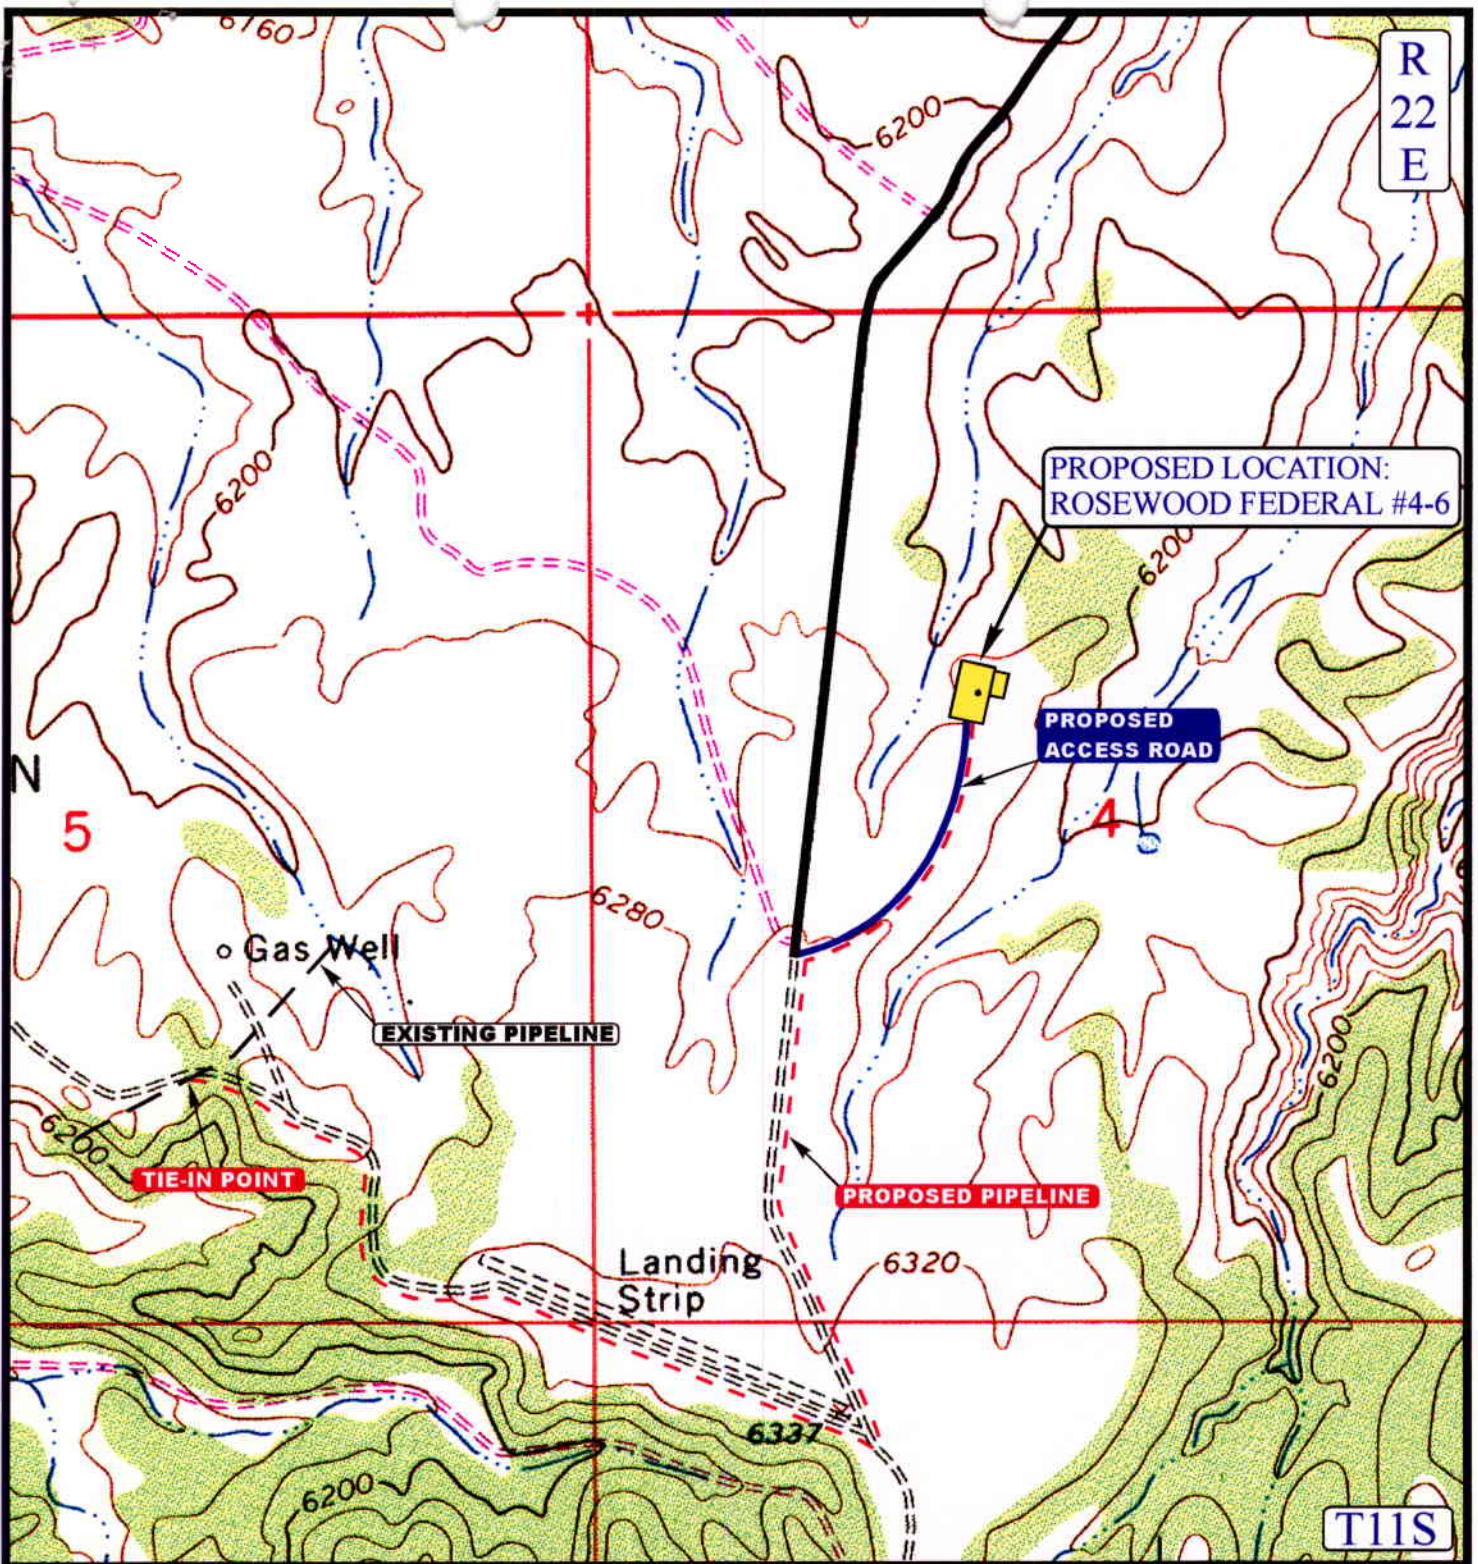 6160
R
22
E
6200
6200
PROPOSED LOCATION:
ROSEWOOD FEDERAL #4-6
6200
PROPOSED
ACCESS ROAD
N
5
4
6280
Gas Well
EXISTING PIPELINE
6200
6200
TIE-IN POINT
PROPOSED PIPELINE
Landing
Strip
6320
6337
6200
T11S